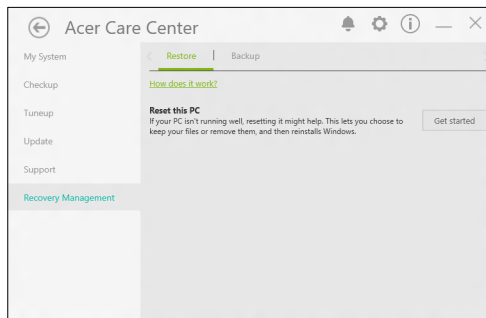 Acer Care Center
My System
Restore | Backup
Checkup
How does it work?
Tuneup
Reset this PC
If your PC isn't running well, resetting it might help. This lets you choose to
keep your files or remove them, and then reinstalls Windows.
Get started
Update
Support
Recovery Management